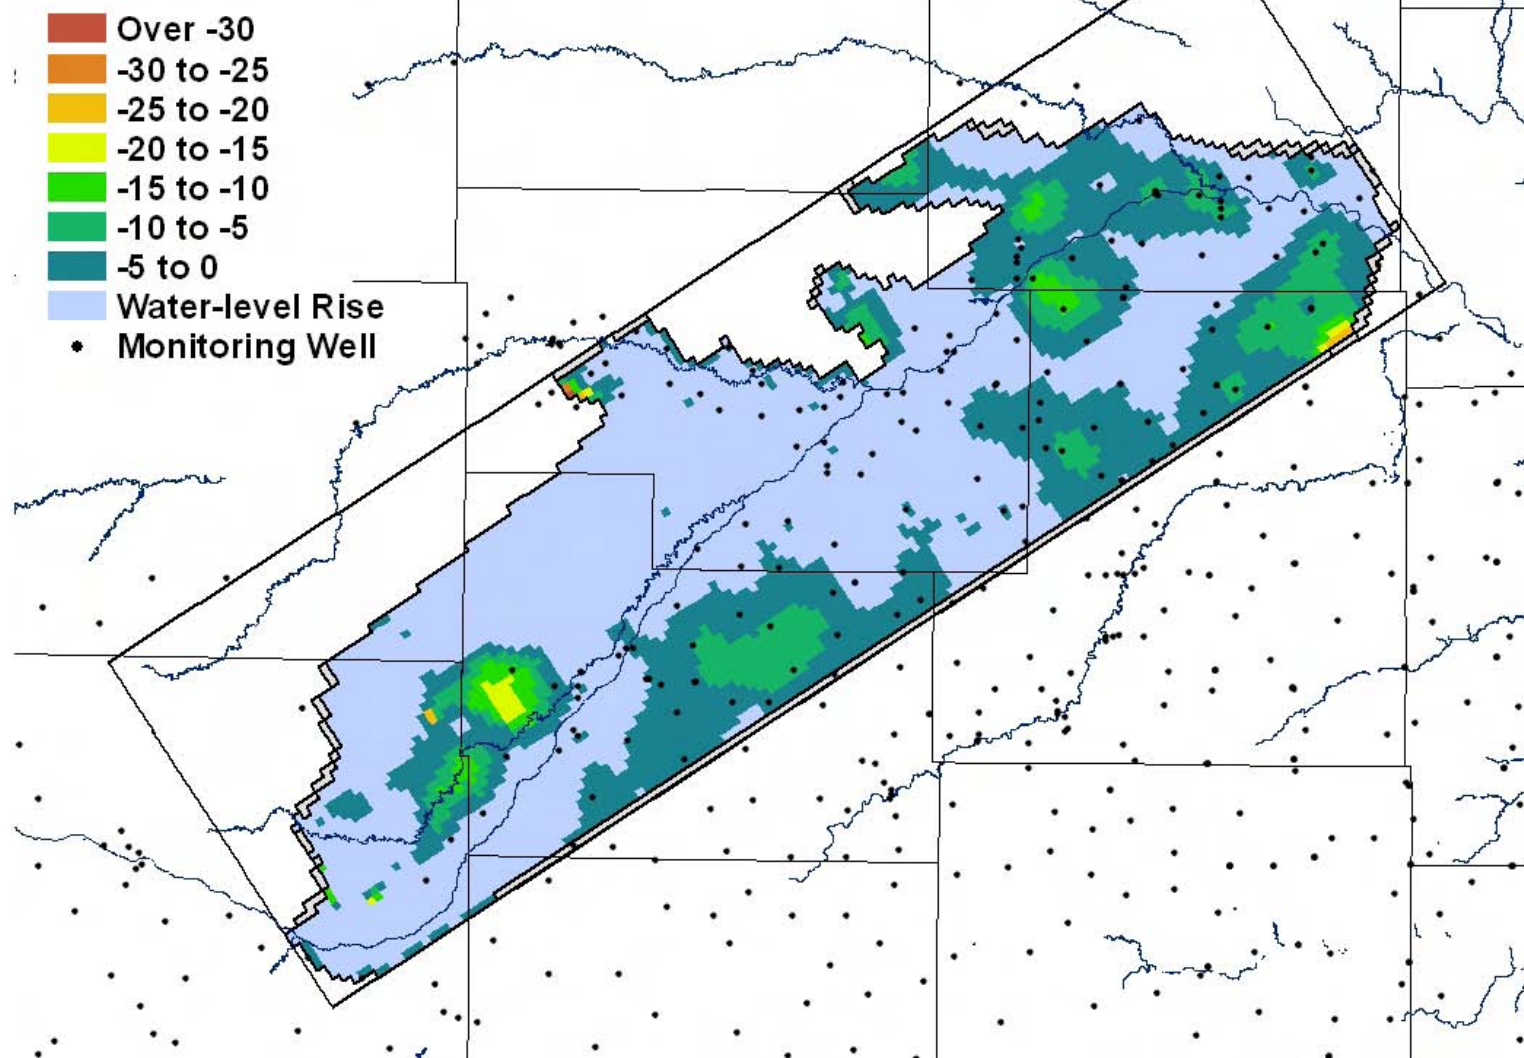 Over -30
-30 to -25
-25 to -20
-20 to -15
-15 to -10
-10 to -5
-5 to 0
Water-level Rise
Monitoring Well